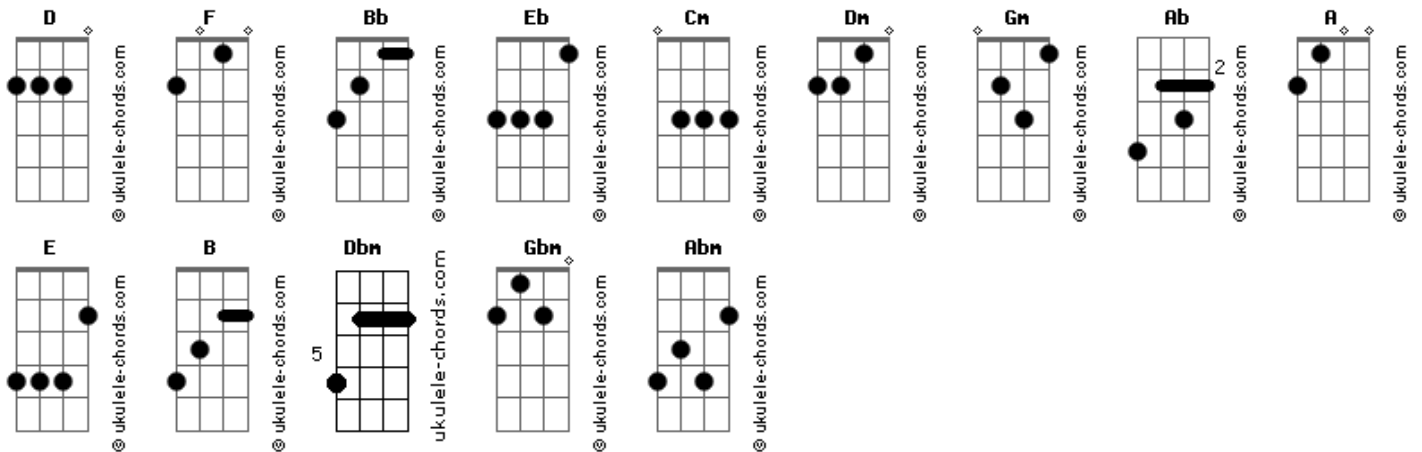 D F Bb Eb Cm Dm Gm Ab A
2
© ukulele-chords.com © ukulele-chords.com © ukulele-chords.com © ukulele-chords.com © ukulele-chords.com © ukulele-chords.com © ukulele-chords.com © ukulele-chords.com © ukulele-chords.com
E B Dbm Gbm Abm
5
© ukulele-chords.com © ukulele-chords.com ukulele-chords.com © ukulele-chords.com © ukulele-chords.com